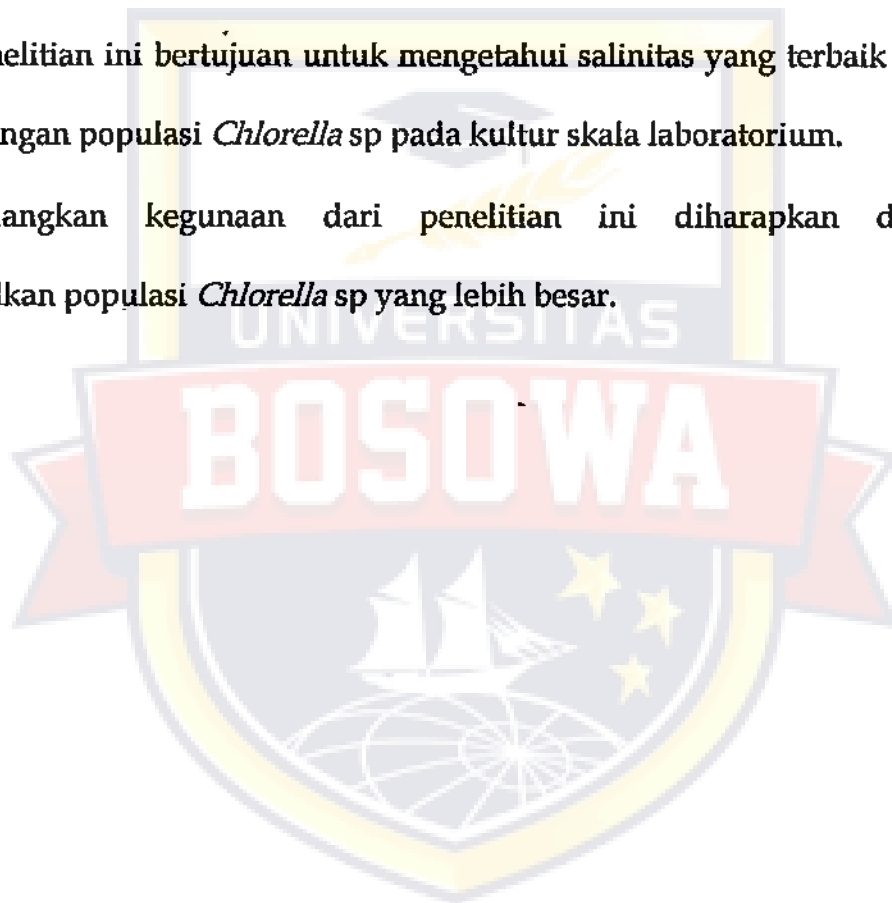 nelitian ini bertujuan untuk mengetahui salinitas yang terbaik
ngan populasi Chlorella sp pada kultur skala laboratorium.
angkan kegunaan dari penelitian ini diharapkan d
lkan populasi Chlorella sp yang lebih besar.
UNIVERSITAS
BOSOWA